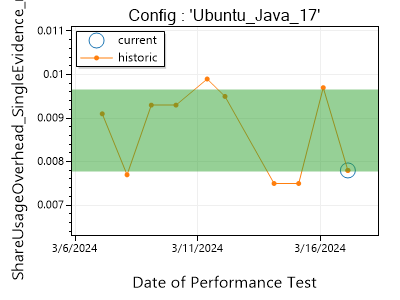 Config : 'Ubuntu_Java_17'
current
historic
0.011
0.01
0.009
0.008
0.007
3/6/2024
3/11/2024
3/16/2024
Date of Performance Test
ShareUsageOverhead_SingleEvidence_